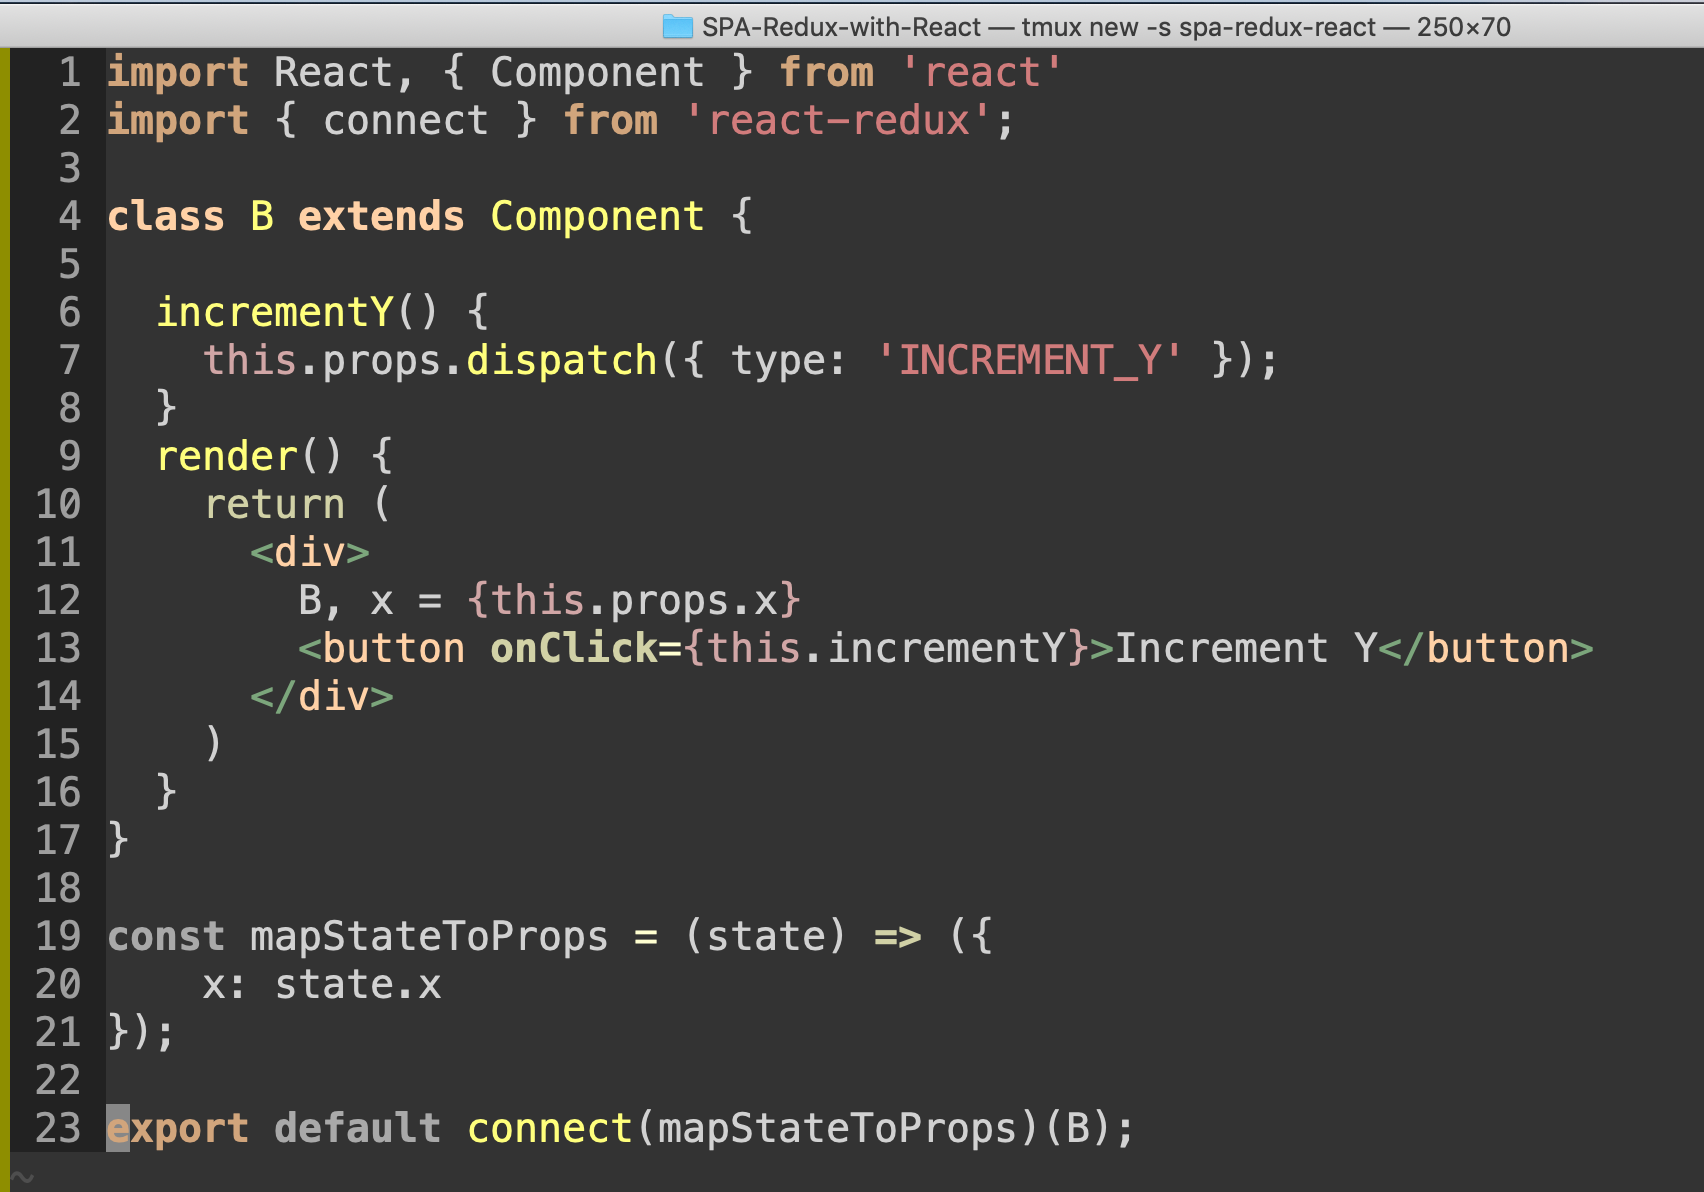 SPA-Redux-with-React — tmux new -s spa-redux-react — 250×70
1 import React, { Component } from 'react'
2 import { connect } from 'react-redux';
3
4 class B extends Component {
5
6   incrementY() {
7     this.props.dispatch({ type: 'INCREMENT_Y' });
8   }
9   render() {
10     return (
11       <div>
12         B, x = {this.props.x}
13         <button onClick={this.incrementY}>Increment Y</button>
14       </div>
15     )
16   }
17 }
18
19 const mapStateToProps = (state) => ({
20     x: state.x
21 });
22
23 export default connect(mapStateToProps)(B);
~